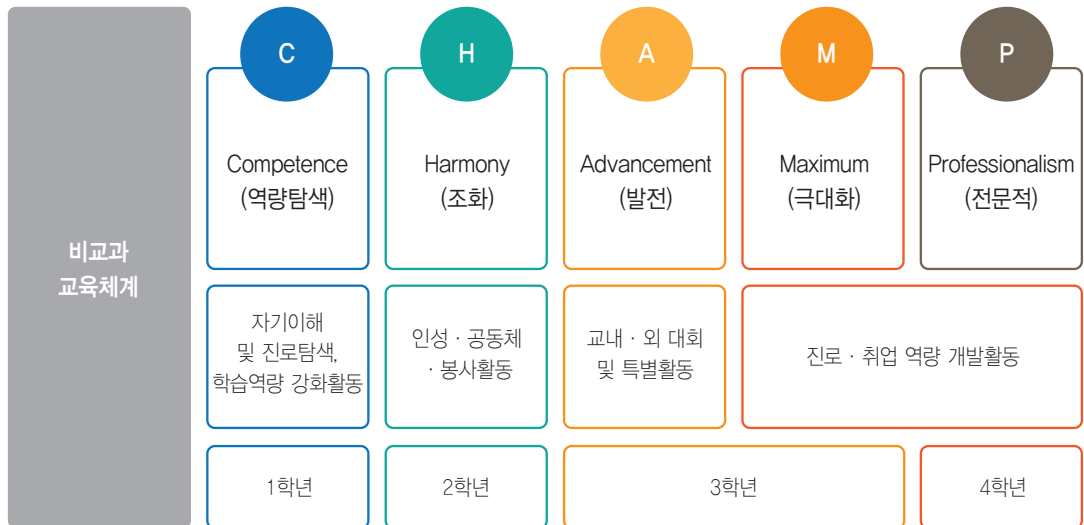 비교과
교육체계
C
H
A
M
P
Competence
(역량탐색)
Harmony
(조화)
Advancement
(발전)
Maximum
(극대화)
Professionalism
(전문적)
자기이해
및 진로탐색,
학습역량 강화활동
인성 · 공동체
· 봉사활동
교내 · 외 대회
및 특별활동
진로 · 취업 역량 개발활동
1학년
2학년
3학년
4학년